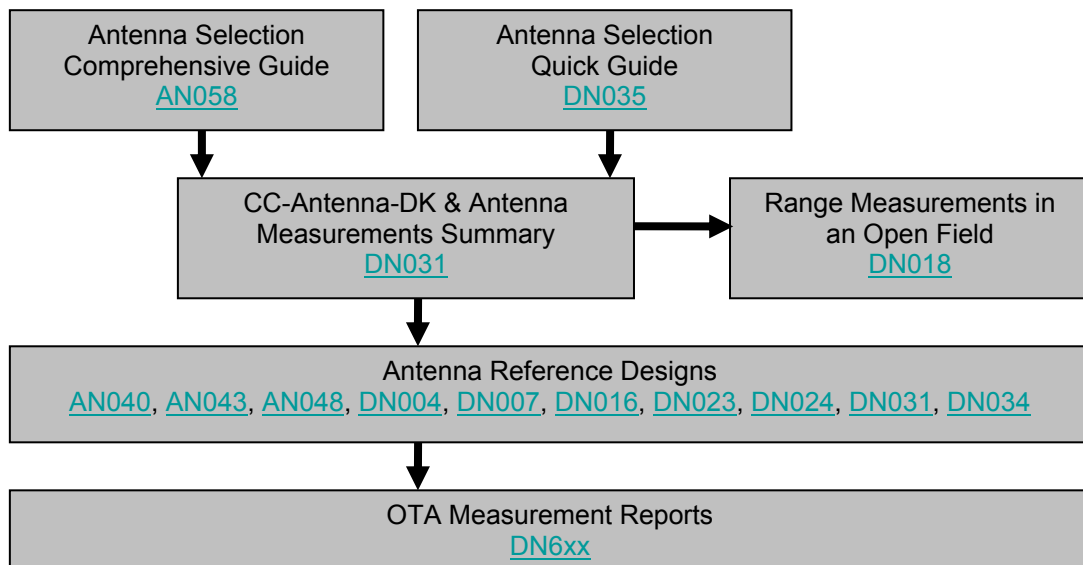 Antenna Selection
Comprehensive Guide
AN058
Antenna Selection
Quick Guide
DN035
CC-Antenna-DK & Antenna
Measurements Summary
DN031
Range Measurements in
an Open Field
DN018
Antenna Reference Designs
AN040, AN043, AN048, DN004, DN007, DN016, DN023, DN024, DN031, DN034
OTA Measurement Reports
DN6xx